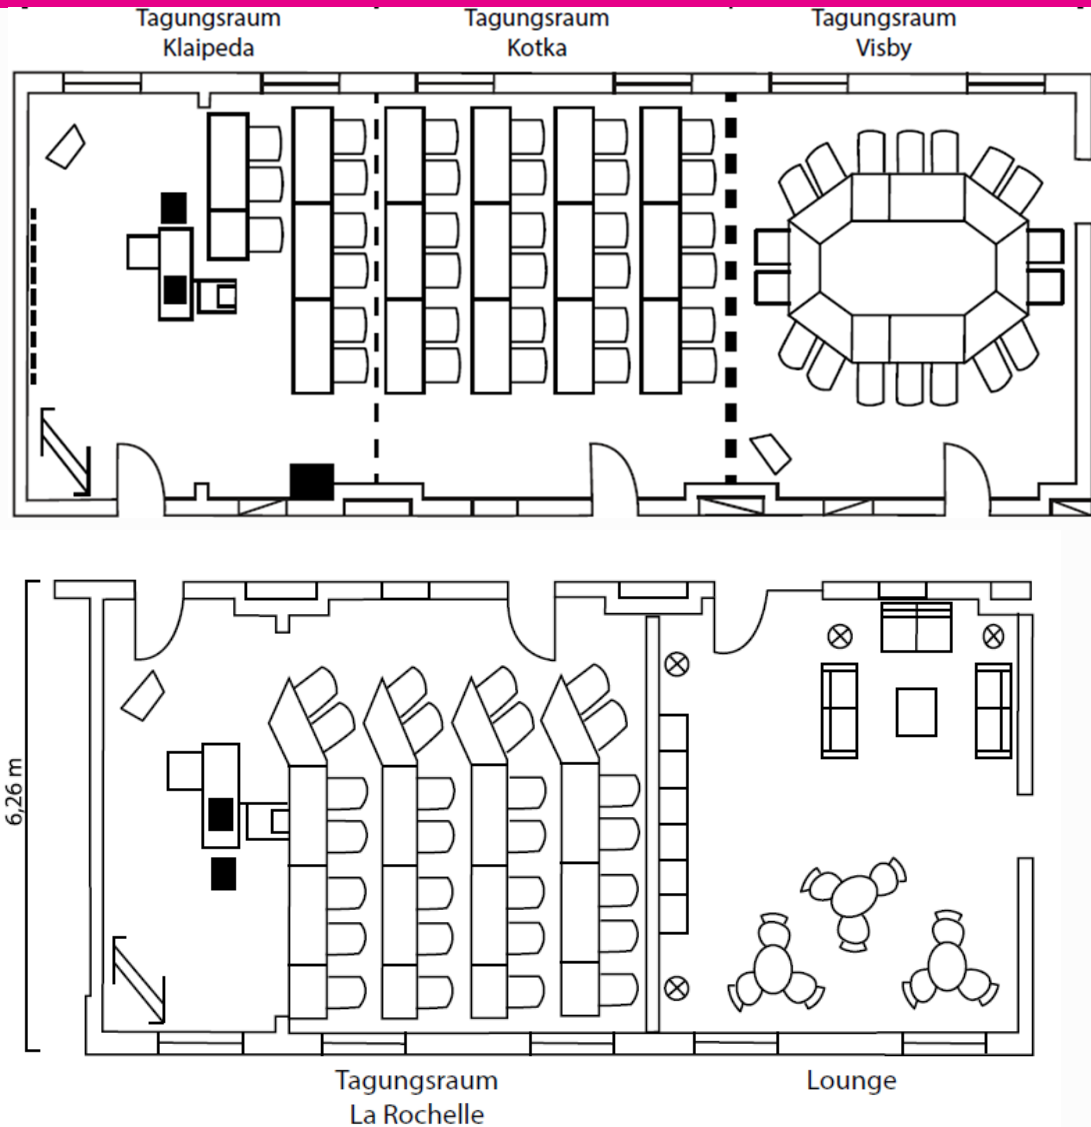 Tagungsraum
Klaipeda
Tagungsraum
Kotka
Tagungsraum
Visby
6,26 m
Tagungsraum
La Rochelle
Lounge